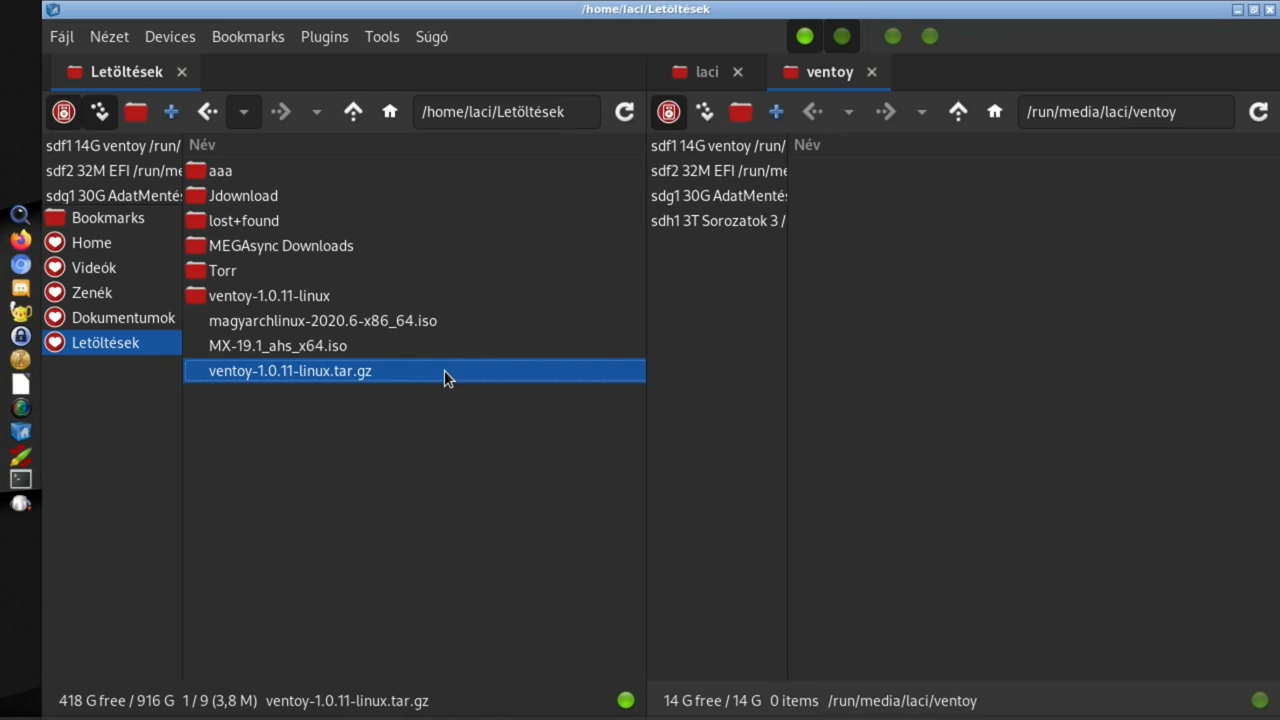 /home/laci/Letöltések
Fájl Nézet Devices Bookmarks Plugins Tools Súgó
Letöltések
/home/laci/Letöltések
sdf1 14G ventoy /run/
sdf2 32M EFI /run/me
sdg1 30G AdatMentés
Bookmarks
Home
Videók
Zenék
Dokumentumok
Letöltések
Név
aaa
Jdownload
lost+found
MEGAsync Downloads
Torr
ventoy-1.0.11-linux
magyarchlinux-2020.6-x86_64.iso
MX-19.1_ahs_x64.iso
ventoy-1.0.11-linux.tar.gz
418 G free / 916 G 1 / 9 (3,8 M) ventoy-1.0.11-linux.tar.gz
laci ventoy
/run/media/laci/ventoy
sdf1 14G ventoy /run/
sdf2 32M EFI /run/me
sdg1 30G AdatMentés
sdh1 3T Sorozatok 3 /
Név
14 G free / 14 G 0 items /run/media/laci/ventoy